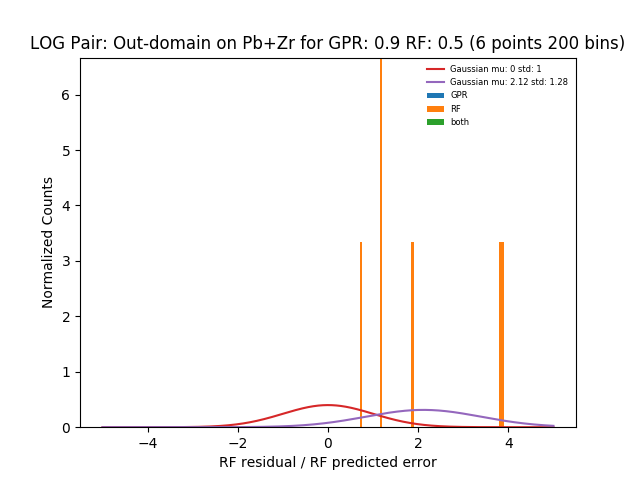 LOG Pair: Out-domain on Pb+Zr for GPR: 0.9 RF: 0.5 (6 points 200 bins)
Gaussian mu: 0 std: 1
Gaussian mu: 2.12 std: 1.28
GPR
RF
both
Normalized Counts
6
5
4
3
2
1
0
−4
−2
0
2
4
RF residual / RF predicted error